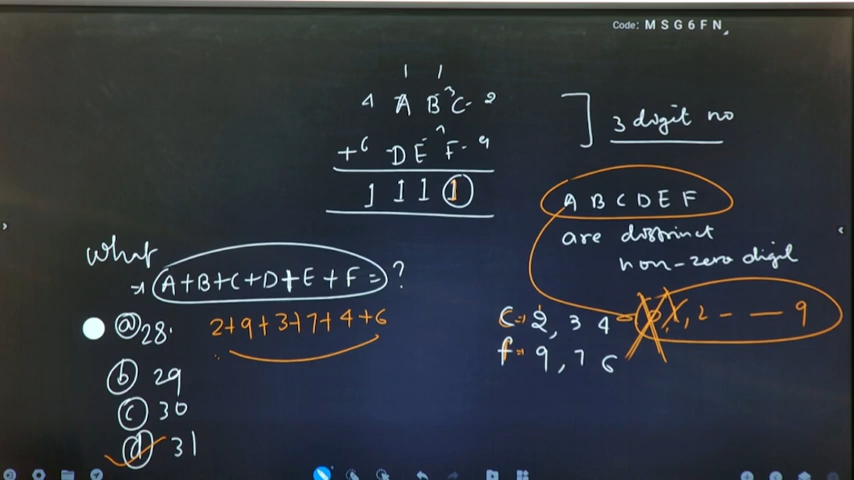 Code: M S G 6 F N
1 1
4 A B 3 C - 2
+ 6 - D E - 7 F - 9
1 1 1 1
] 3 digit no
A B C D E F
are distinct
non-zero digit
What
→ A+B+C+D+E+F = ?
(a) 28.
2+9+3+7+4+6
(b) 29
(c) 30
(d) 31
C = 2, 3 4
f = 9, 7 6
1, 2 - - - 9